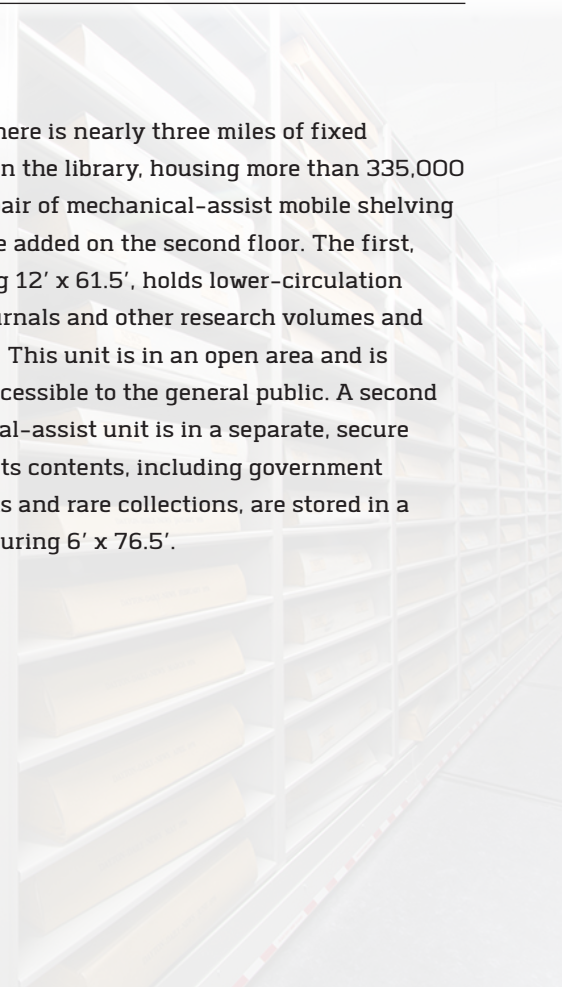 here is nearly three miles of fixed
n the library, housing more than 335,000
air of mechanical-assist mobile shelving
e added on the second floor. The first,
g 12′ x 61.5′, holds lower-circulation
urnals and other research volumes and
This unit is in an open area and is
ccessible to the general public. A second
al-assist unit is in a separate, secure
ts contents, including government
s and rare collections, are stored in a
uring 6′ x 76.5′.